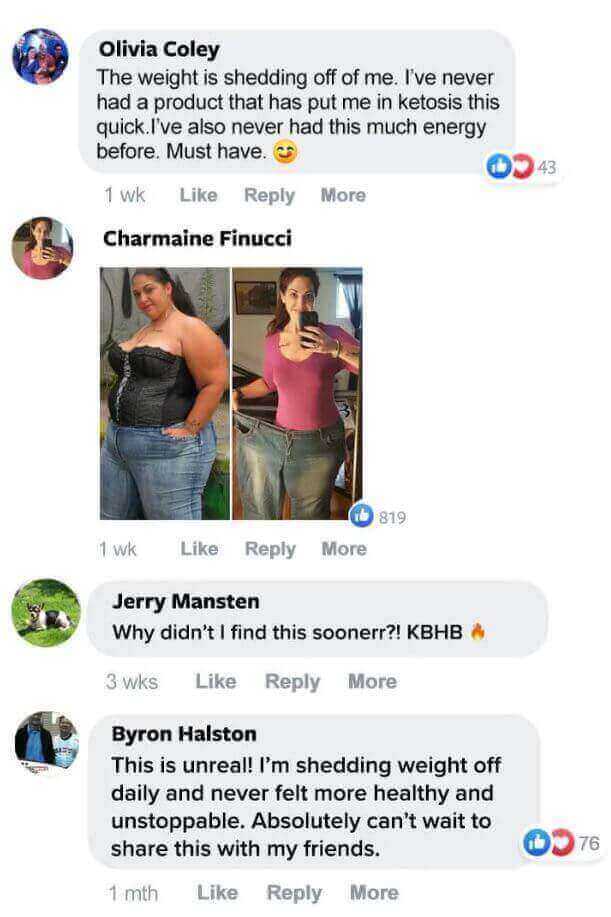 Olivia Coley
The weight is shedding off of me. I've never
had a product that has put me in ketosis this
quick.I've also never had this much energy
before. Must have. 😋
43
1 wk Like Reply More
Charmaine Finucci
819
1 wk Like Reply More
Jerry Mansten
Why didn't I find this soonerr?! KBHB 🔥
3 wks Like Reply More
Byron Halston
This is unreal! I'm shedding weight off
daily and never felt more healthy and
unstoppable. Absolutely can't wait to
share this with my friends.
76
1 mth Like Reply More